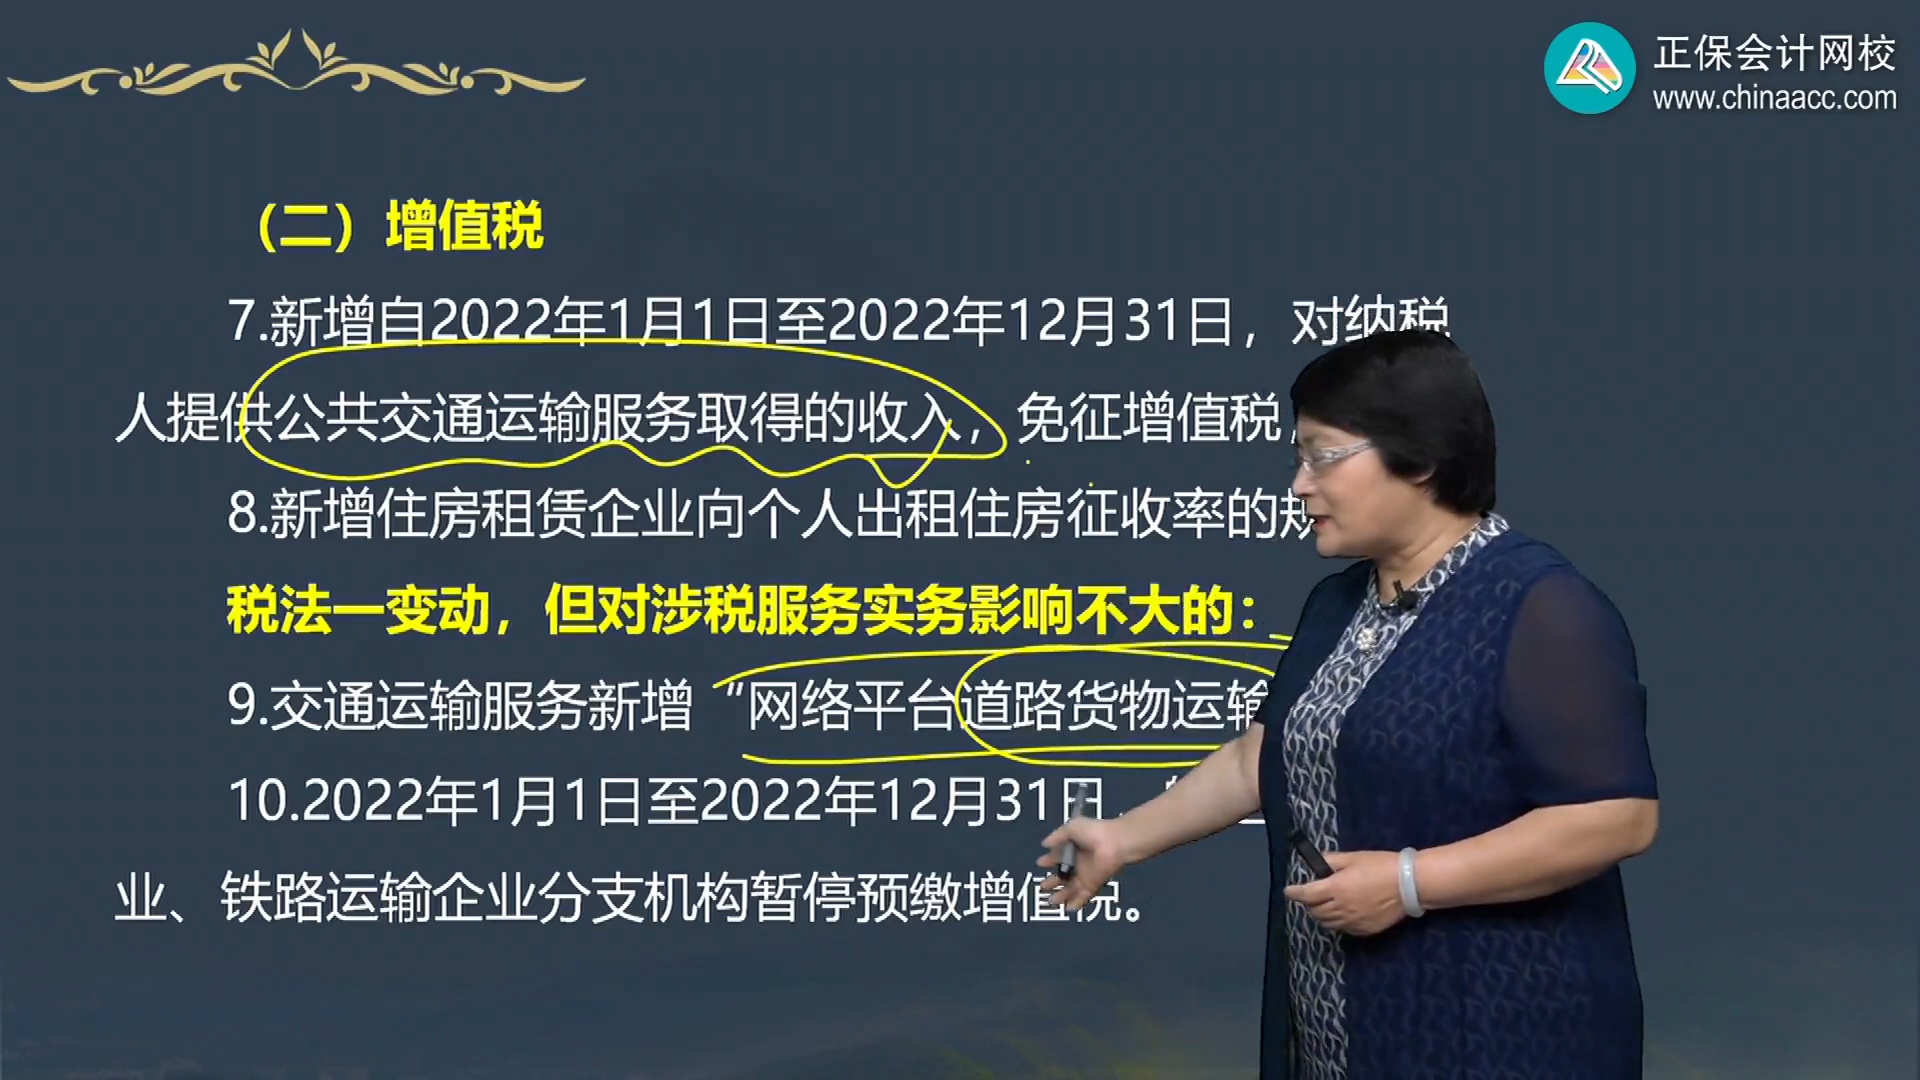 正保会计网校
www.chinaacc.com
（二）增值税
7.新增自2022年1月1日至2022年12月31日，对纳税
人提供公共交通运输服务取得的收入，免征增值税
8.新增住房租赁企业向个人出租住房征收率的规
税法一变动，但对涉税服务实务影响不大的：
9.交通运输服务新增“网络平台道路货物运输
10.2022年1月1日至2022年12月31日，
业、铁路运输企业分支机构暂停预缴增值税。